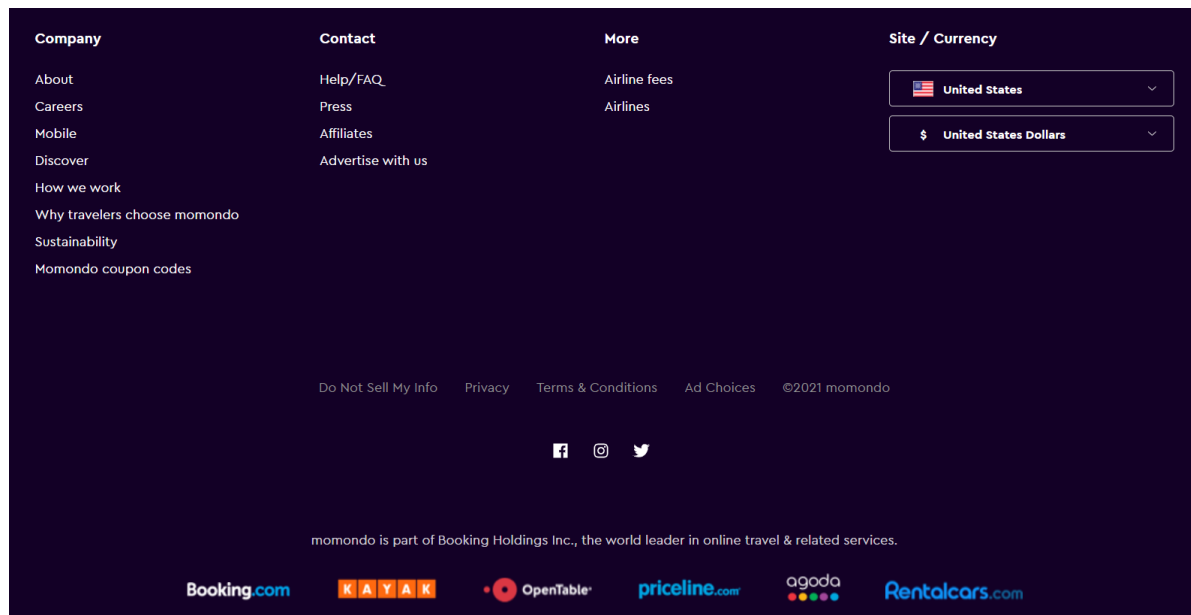 Company
About
Careers
Mobile
Discover
How we work
Why travelers choose momondo
Sustainability
Momondo coupon codes
Contact
Help/FAQ
Press
Affiliates
Advertise with us
More
Airline fees
Airlines
Site / Currency
United States
$ United States Dollars
Do Not Sell My Info Privacy Terms & Conditions Ad Choices ©2021 momondo
momondo is part of Booking Holdings Inc., the world leader in online travel & related services.
Booking.com KAYAK OpenTable priceline.com agoda Rentalcars.com